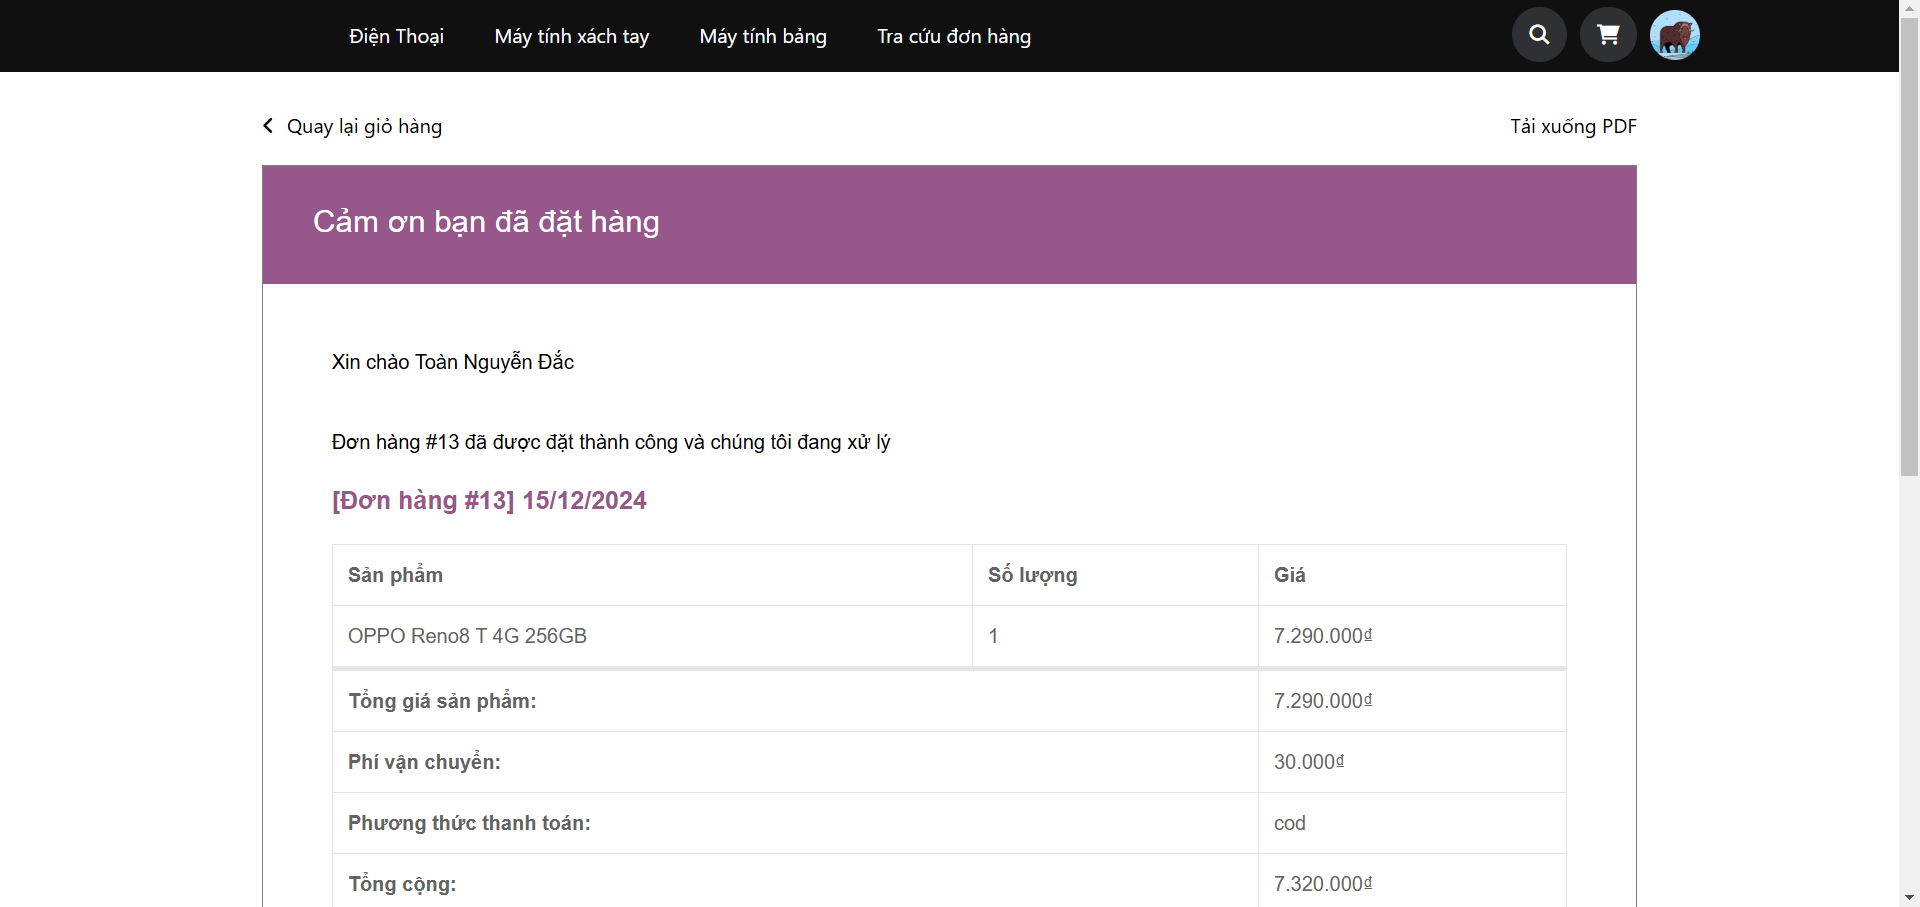 Điện Thoại Máy tính xách tay Máy tính bảng Tra cứu đơn hàng
Quay lại giỏ hàng Tải xuống PDF
Cảm ơn bạn đã đặt hàng
Xin chào Toàn Nguyễn Đắc
Đơn hàng #13 đã được đặt thành công và chúng tôi đang xử lý
[Đơn hàng #13] 15/12/2024
Sản phẩm Số lượng Giá
OPPO Reno8 T 4G 256GB 1 7.290.000₫
Tổng giá sản phẩm: 7.290.000₫
Phí vận chuyển: 30.000₫
Phương thức thanh toán: cod
Tổng cộng: 7.320.000₫